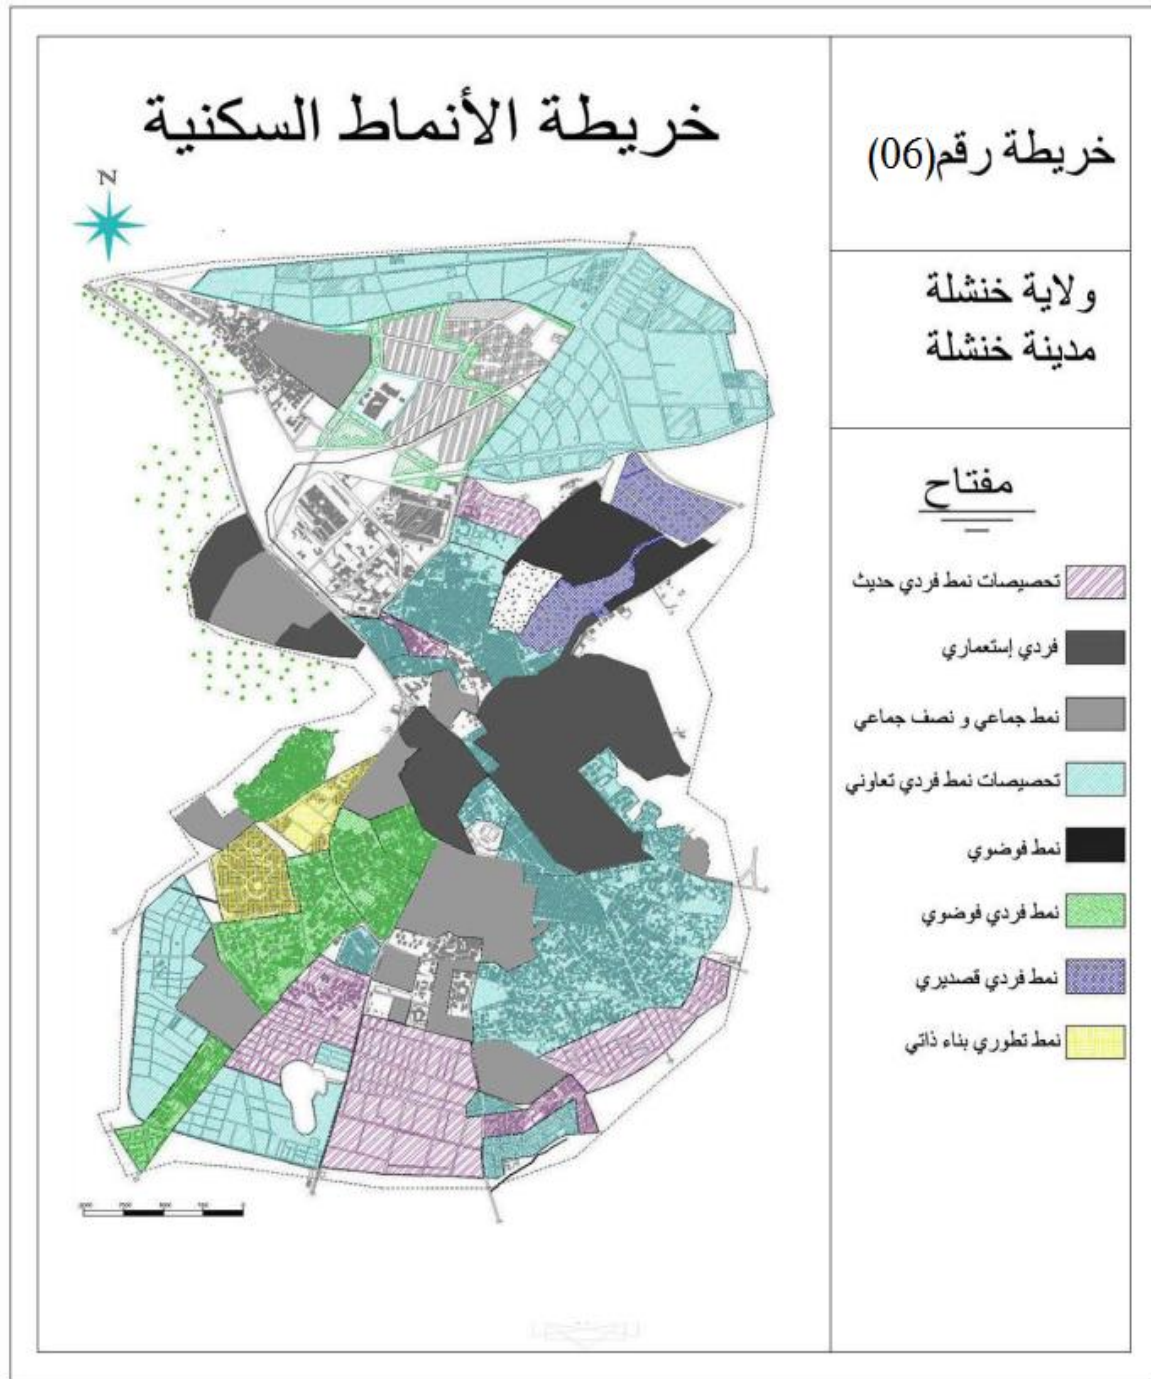 خريطة الأنماط السكنية
N
خريطة رقم(06)
ولاية خنشلة
مدينة خنشلة
مفتاح
تحصيصات نمط فردي حديث
فردي إستعماري
نمط جماعي و نصف جماعي
تحصيصات نمط فردي تعاوني
نمط فوضوي
نمط فردي فوضوي
نمط فردي قصديري
نمط تطوري بناء ذاتي